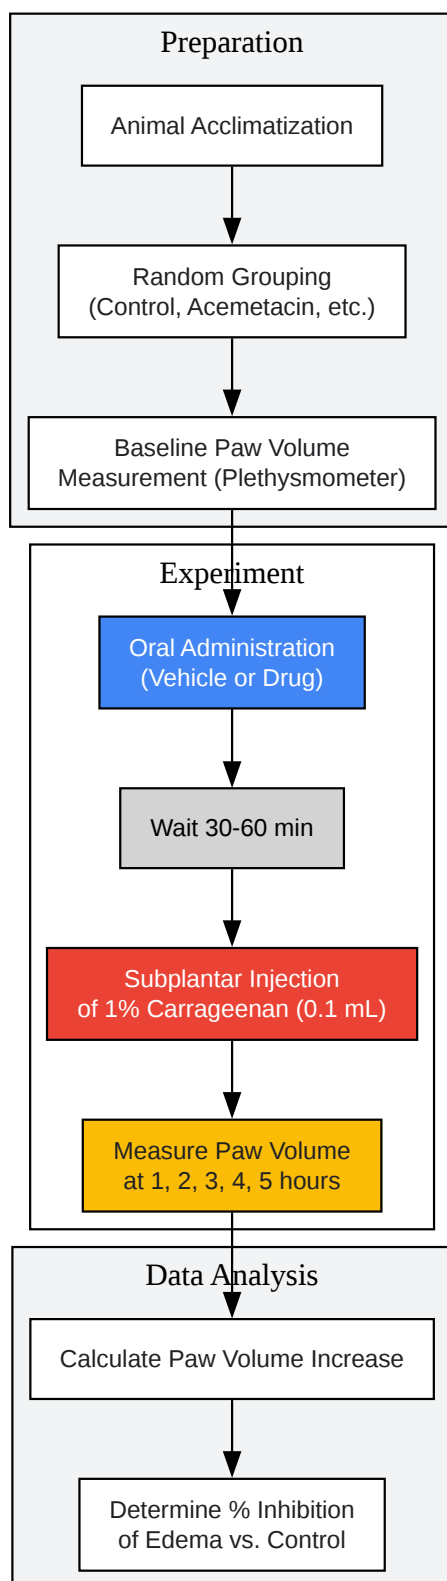 Preparation
Animal Acclimatization
Random Grouping
(Control, Acemetacin, etc.)
Baseline Paw Volume
Measurement (Plethysmometer)
Experiment
Oral Administration
(Vehicle or Drug)
Wait 30-60 min
Subplantar Injection
of 1% Carrageenan (0.1 mL)
Measure Paw Volume
at 1, 2, 3, 4, 5 hours
Data Analysis
Calculate Paw Volume Increase
Determine % Inhibition
of Edema vs. Control